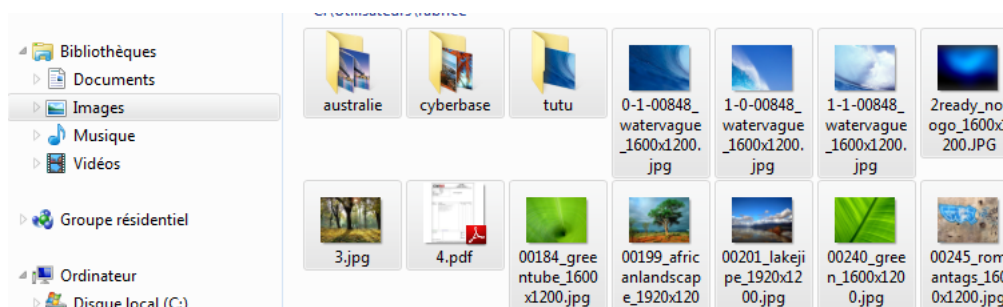 Bibliothèques
Documents
Images
Musique
Vidéos
Groupe résidentiel
Ordinateur
Disque local (C:)
australie
cyberbase
tutu
0-1-00848_
watervague
_1600x1200.
jpg
1-0-00848_
watervague
_1600x1200.
jpg
1-1-00848_
watervague
_1600x1200.
jpg
2ready_no
ogo_1600x
200.JPG
3.jpg
4.pdf
00184_gree
ntube_1600
x1200.jpg
00199_afric
anlandscap
e_1920x120
00201_lakeji
pe_1920x12
00.jpg
00240_gree
n_1600x120
0.jpg
00245_rom
antags_160
0x1200.jpg